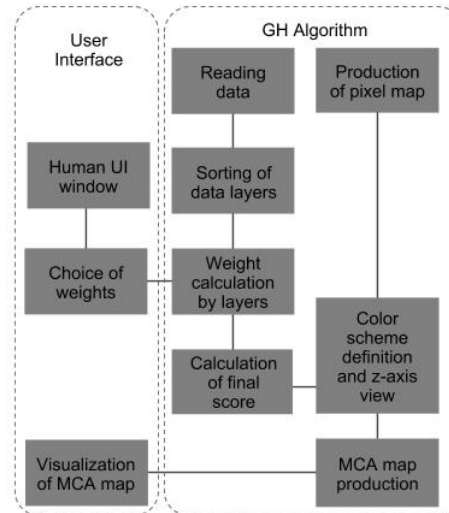 User
Interface
GH Algorithm
Reading
data
Production
of pixel map
Human UI
window
Sorting of
data layers
Choice of
weights
Weight
calculation
by layers
Calculation
of final
score
Color
scheme
definition
and z-axis
view
Visualization
of MCA map
MCA map
production